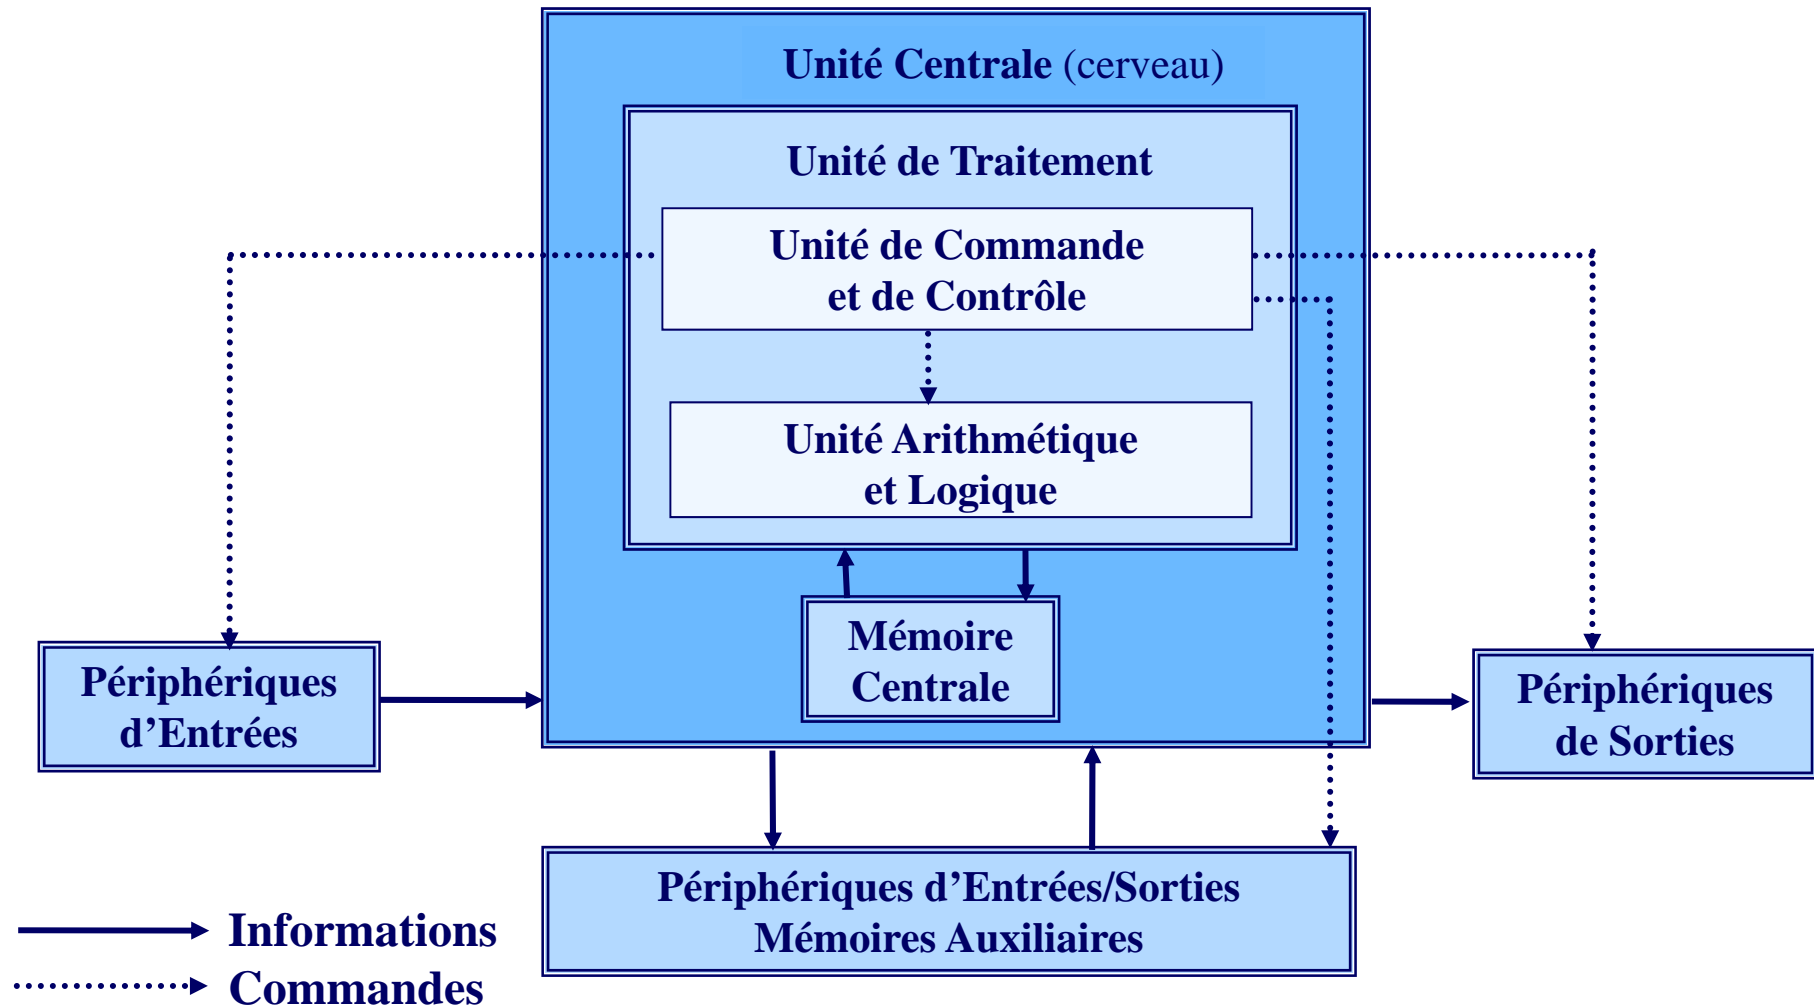 Unité Centrale (cerveau)
Unité de Traitement
Unité de Commande
et de Contrôle
Unité Arithmétique
et Logique
Mémoire
Centrale
Périphériques
d’Entrées
Périphériques
de Sorties
Périphériques d’Entrées/Sorties
Mémoires Auxiliaires
Informations
Commandes